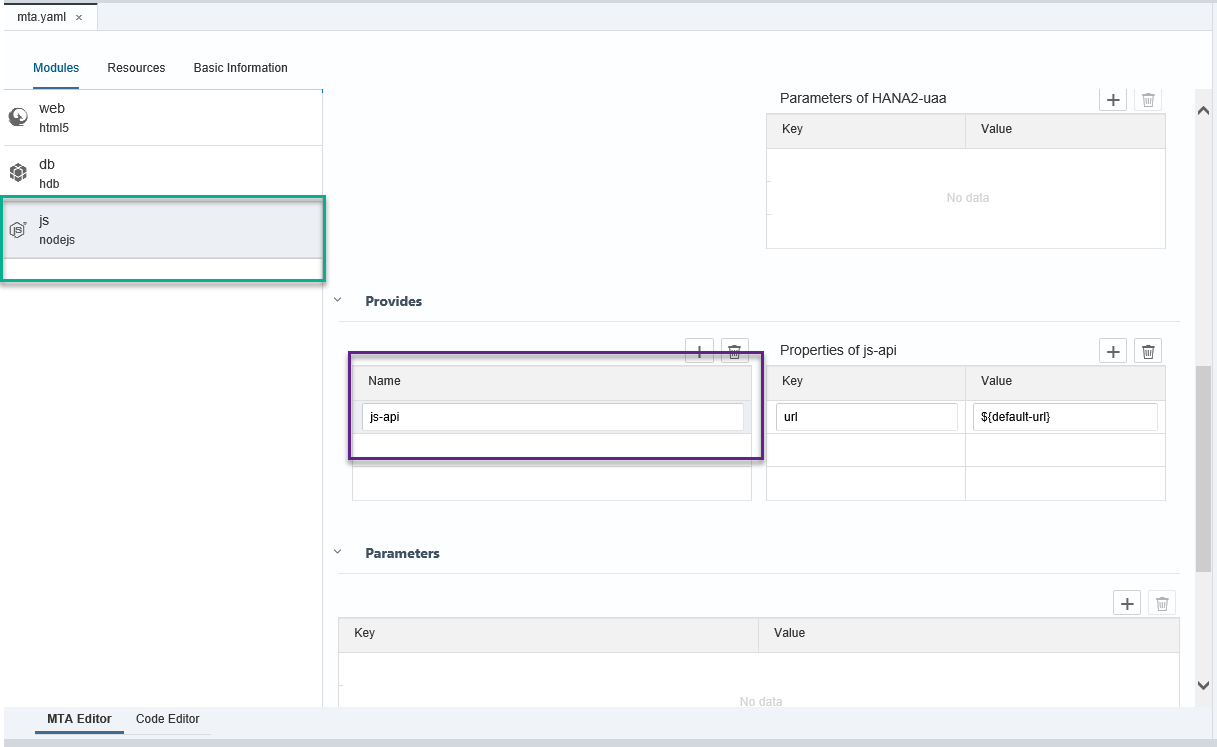 mta.yaml ×
Modules Resources Basic Information
web
html5
db
hdb
js
nodejs
Parameters of HANA2-uaa
Key Value
No data
Provides
Name
js-api
Properties of js-api
Key Value
url ${default-url}
Parameters
Key Value
No data
MTA Editor Code Editor